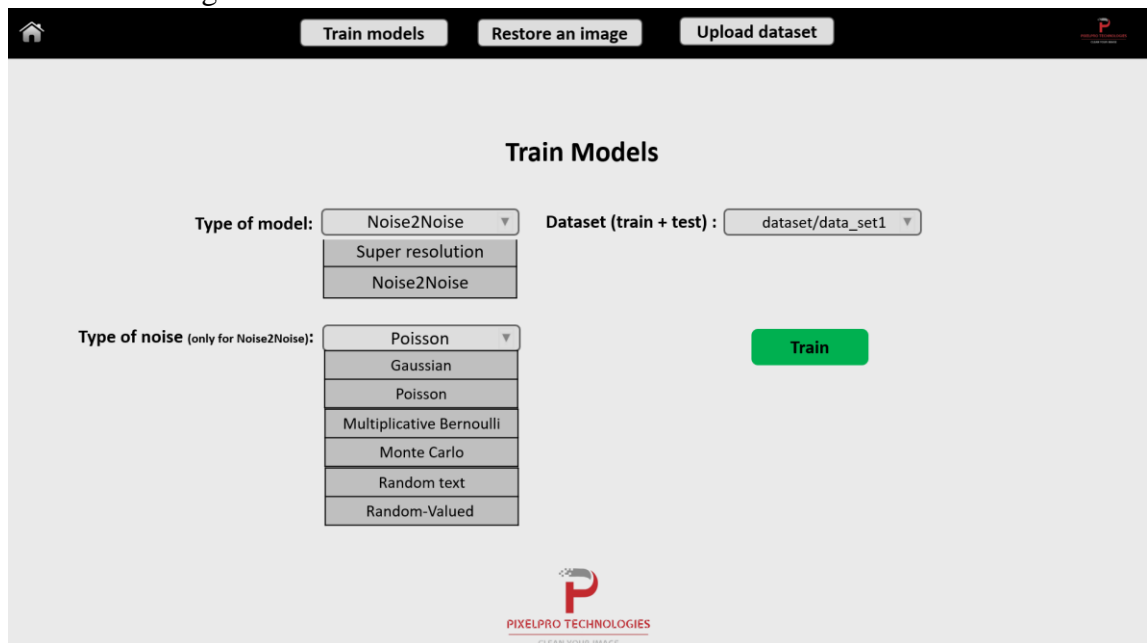 Train models Restore an image Upload dataset
Train Models
Type of model: Noise2Noise Dataset (train + test) : dataset/data_set1
Super resolution
Noise2Noise
Type of noise (only for Noise2Noise): Poisson Train
Gaussian
Poisson
Multiplicative Bernoulli
Monte Carlo
Random text
Random-Valued
PIXELPRO TECHNOLOGIES